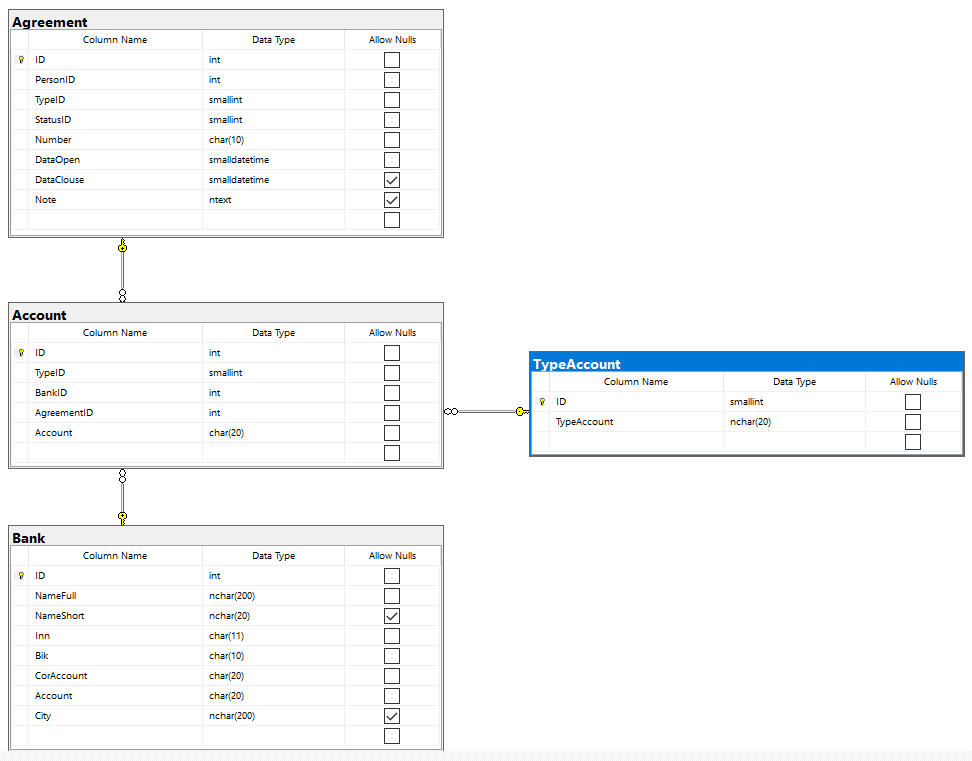 Agreement
Column Name Data Type Allow Nulls
ID int
PersonID int
TypeID smallint
StatusID smallint
Number char(10)
DataOpen smalldatetime
DataClouse smalldatetime
Note ntext
Account
Column Name Data Type Allow Nulls
ID int
TypeID smallint
BankID int
AgreementID int
Account char(20)
TypeAccount
Column Name Data Type Allow Nulls
ID smallint
TypeAccount nchar(20)
Bank
Column Name Data Type Allow Nulls
ID int
NameFull nchar(200)
NameShort nchar(20)
Inn char(11)
Bik char(10)
CorAccount char(20)
Account char(20)
City nchar(200)